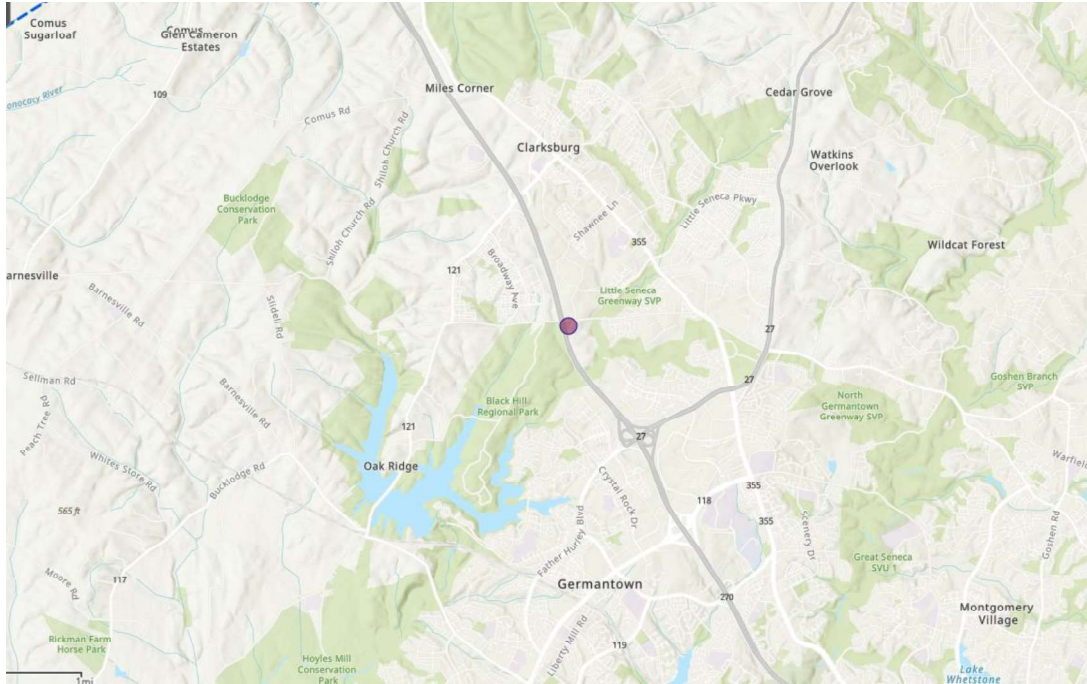 Comus
Sugarloaf
Comus
Glen Cameron
Estates
Miles Corner
Cedar Grove
109
onocacy River
Comus Rd
Shiloh Church Rd
Clarksburg
Watkins
Overlook
Bucklodge
Conservation
Park
Shiloh Church Rd
Shawnee Ln
Little Seneca Pkwy
355
Wildcat Forest
arnesville
121
Broadway Ave
Little Seneca
Greenway SVP
Barnesville Rd
Slidell Rd
27
Sellman Rd
Barnesville Rd
27
Goshen Branch
SVP
Peach Tree Rd
Black Hill
Regional Park
North
Germantown
Greenway SVP
121
27
Whites Store Rd
Bucklodge Rd
Oak Ridge
Crystal Rock Dr
Warfiel
118
355
565 ft
355
Father Hurley Blvd
Scenery Dr
Goshen Rd
Great Seneca
SVU 1
Moore Rd
117
Germantown
270
Montgomery
Village
Rickman Farm
Horse Park
Liberty Mill Rd
119
Hoyles Mill
Conservation
Park
Lake
Whetstone
1mi